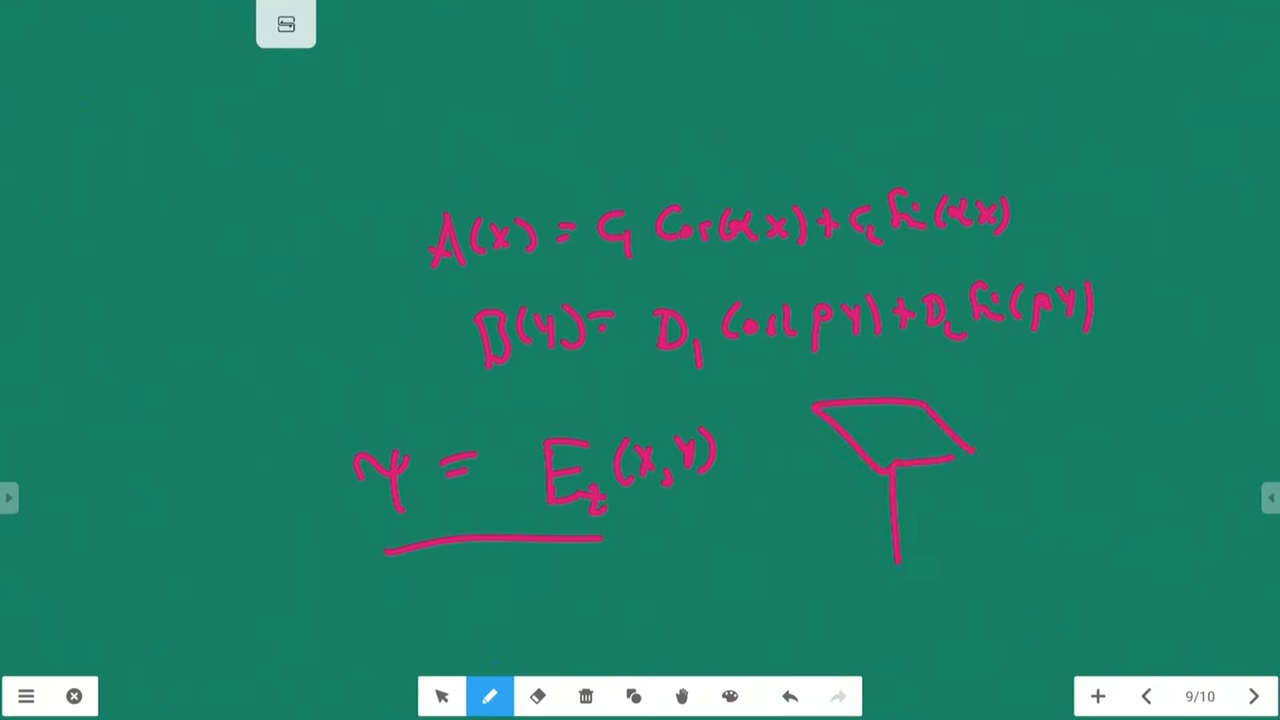 A(x) = C₁ Cos(αx) + C₂ Sin(αx)
B(y) = D₁ Cos(βy) + D₂ Sin(βy)
Ψ = E_z (x, y)
9/10